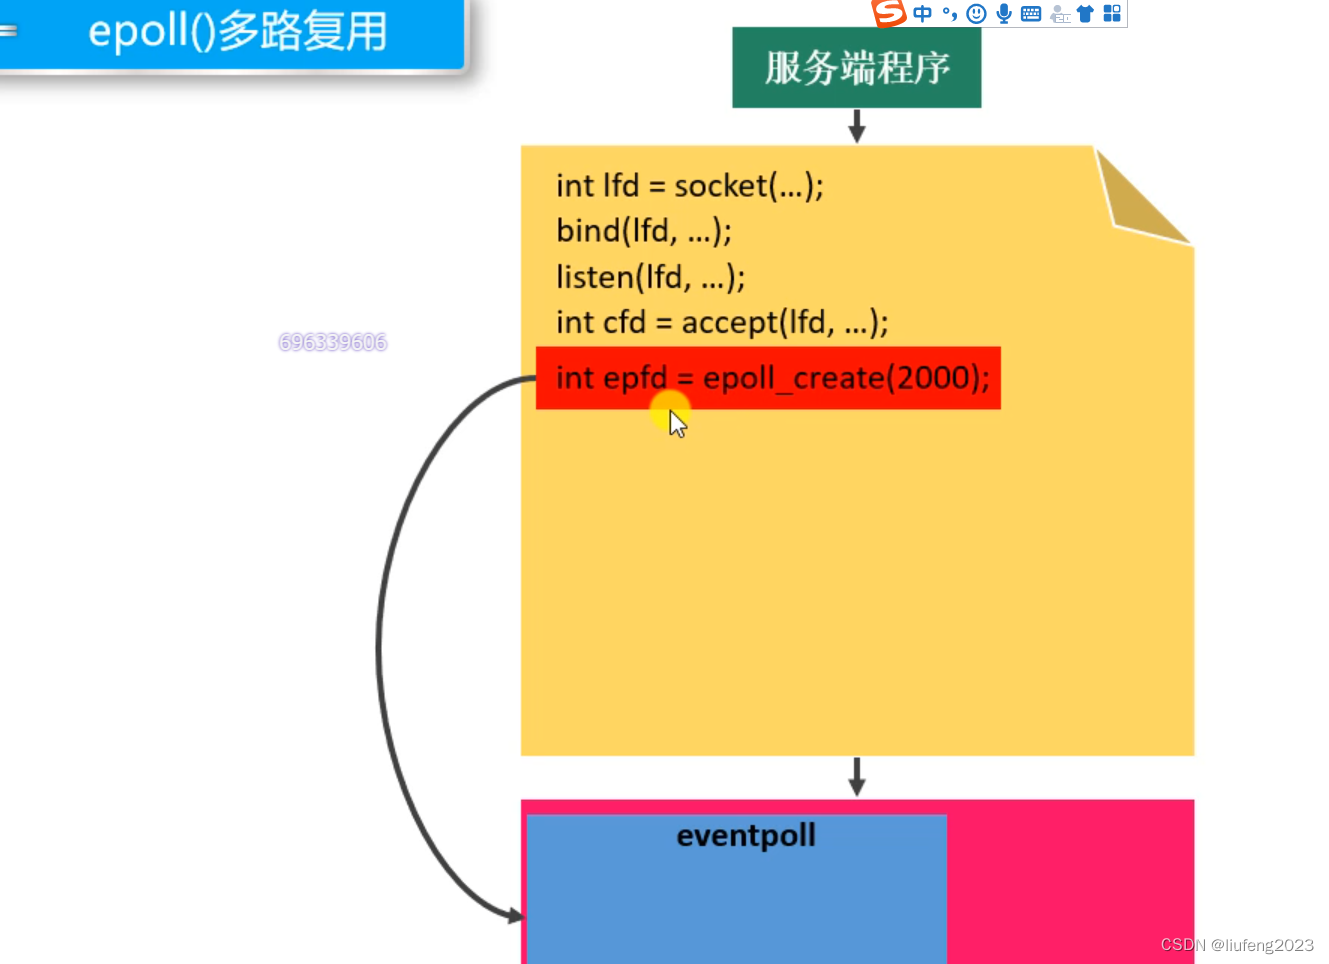 epoll()多路复用
中
服务端程序
int lfd = socket(...);
bind(lfd, ...);
listen(lfd, ...);
int cfd = accept(lfd, ...);
696339606
int epfd = epoll_create(2000);
eventpoll
CSDN @liufeng2023